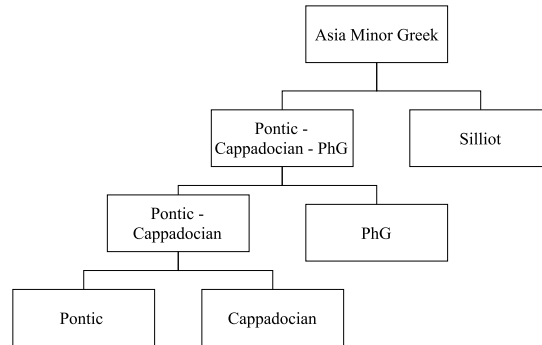 Asia Minor Greek
Pontic -
Cappadocian - PhG
Silliot
Pontic -
Cappadocian
PhG
Pontic
Cappadocian